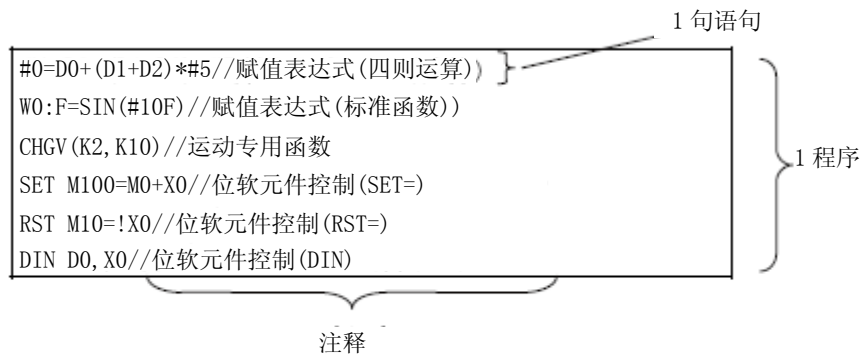 1 句语句
#0=D0+(D1+D2)*#5//赋值表达式(四则运算))
W0:F=SIN(#10F)//赋值表达式(标准函数))
CHGV(K2,K10)//运动专用函数
SET M100=M0+X0//位软元件控制(SET=)
RST M10=!X0//位软元件控制(RST=)
DIN D0,X0//位软元件控制(DIN)
1 程序
注释